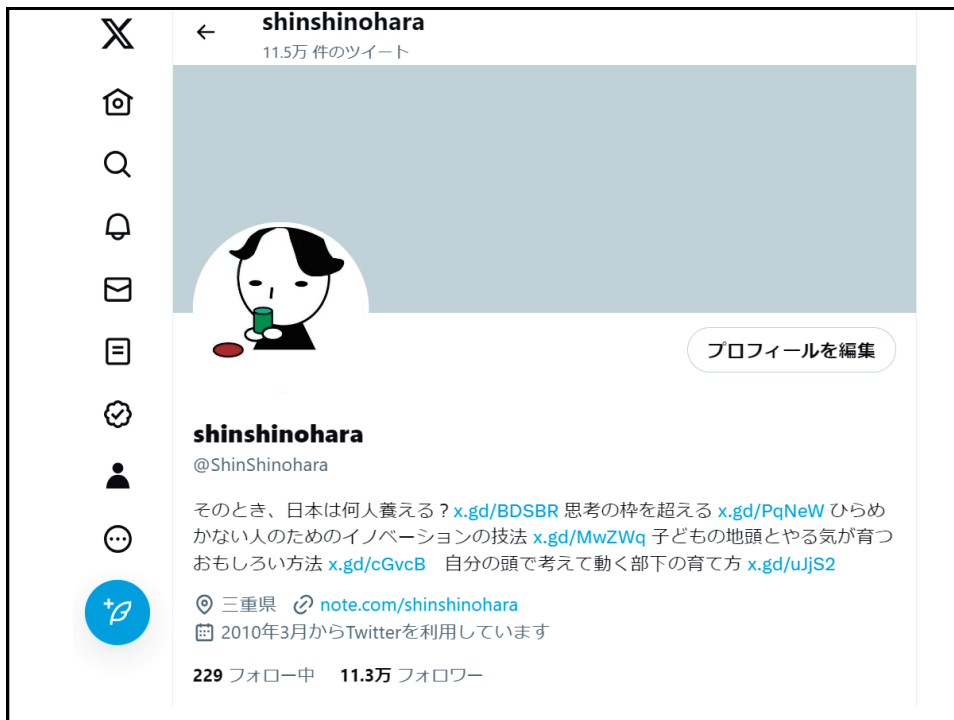 shinshinohara
11.5万 件のツイート
プロフィールを編集
shinshinohara
@ShinShinohara
そのとき、日本は何人養える？x.gd/BDSBR 思考の枠を超える x.gd/PqNeW ひらめ
かない人のためのイノベーションの技法 x.gd/MwZWq 子どもの地頭とやる気が育つ
おもしろい方法 x.gd/cGvcB　自分の頭で考えて動く部下の育て方 x.gd/uJjS2
三重県 note.com/shinshinohara
2010年3月からTwitterを利用しています
229 フォロー中 11.3万 フォロワー